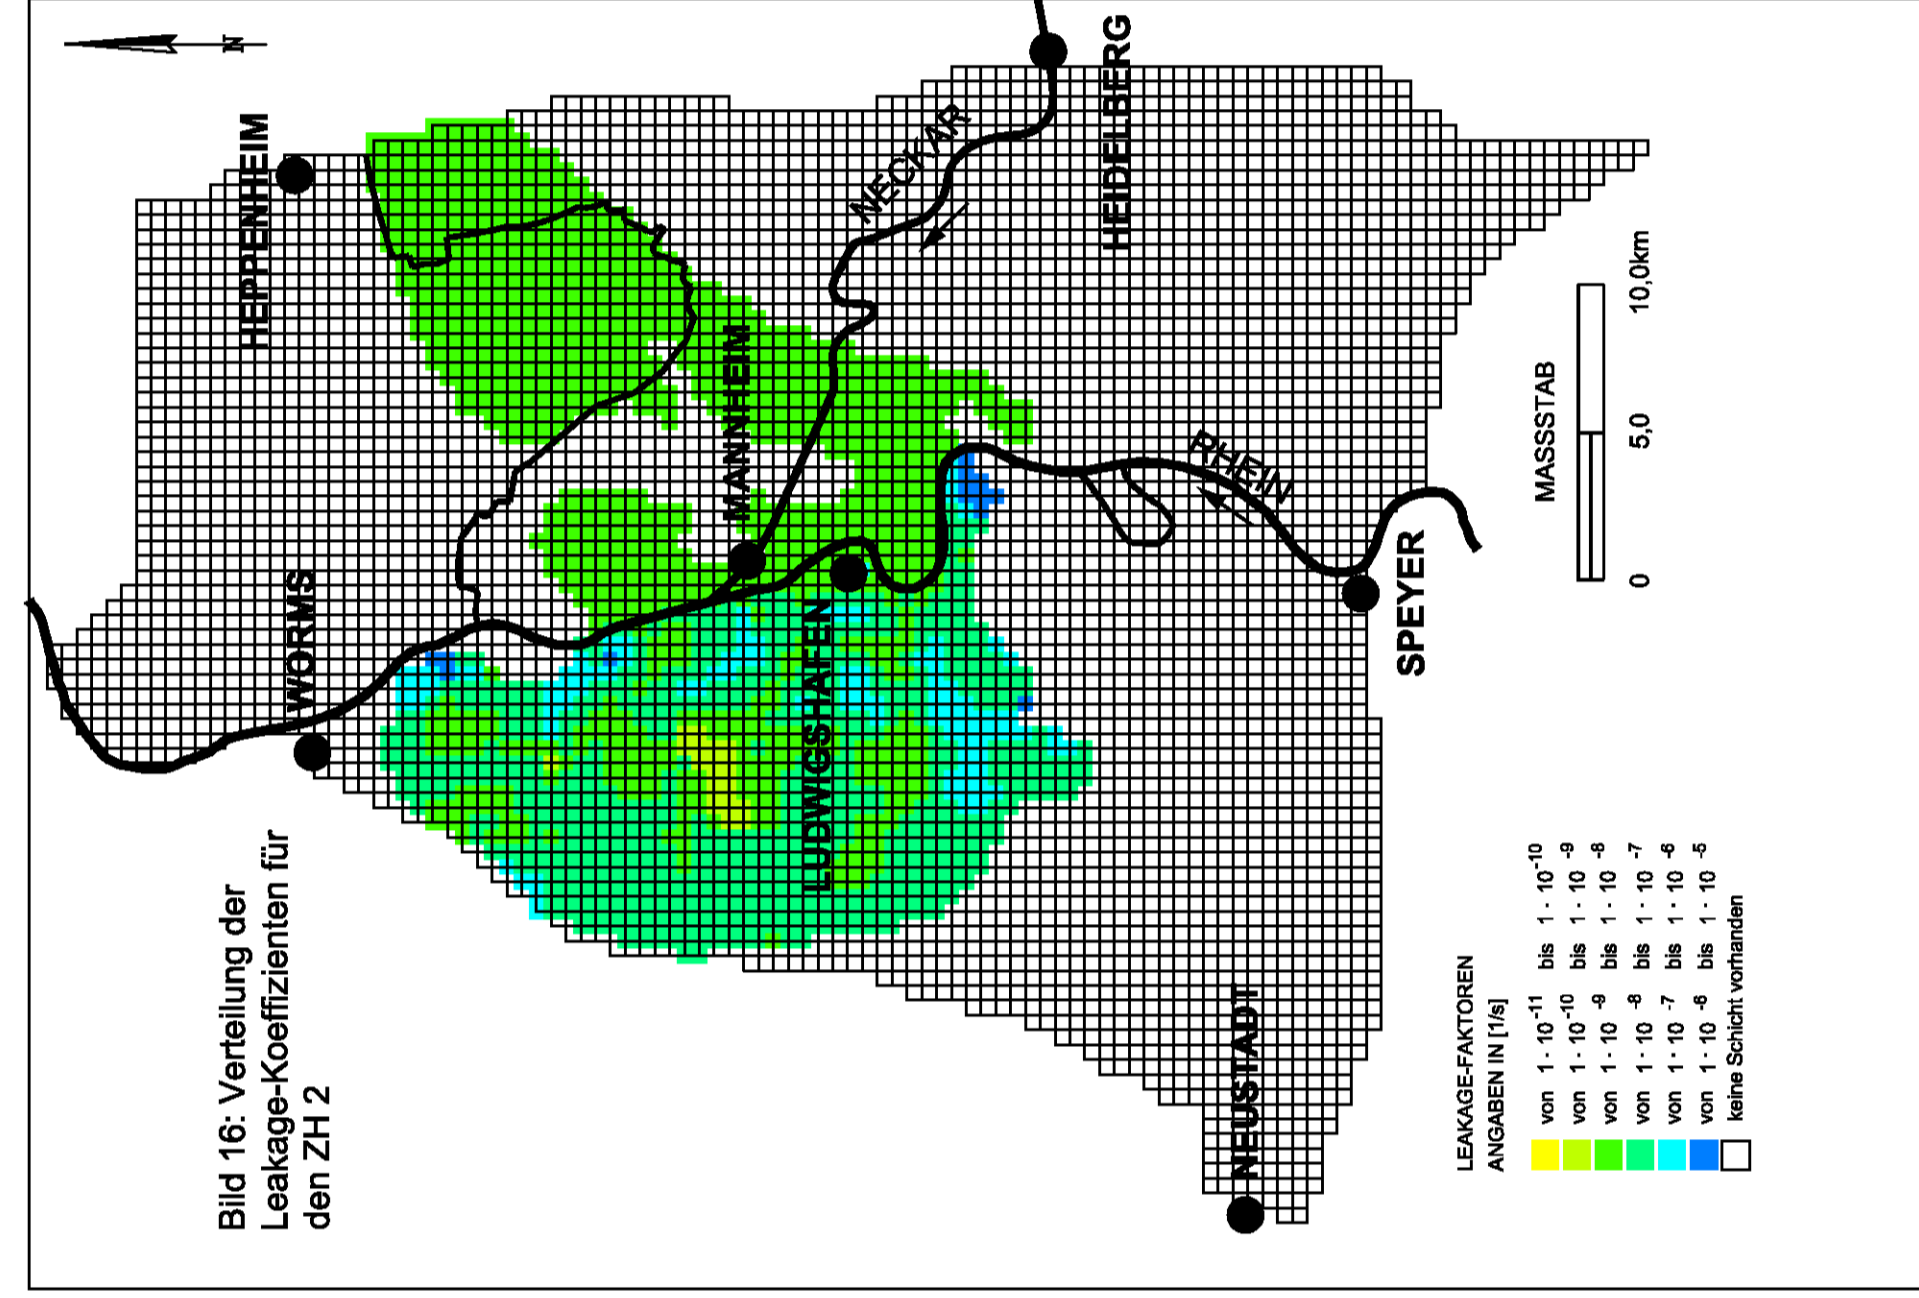 Bild 16: Verteilung der
Leakage-Koeffizienten für
den ZH 2
N
HEPPENHEIM
WORMS
MANNHEIM
NECKAR
HEIDELBERG
LUDWIGSHAFEN
RHEIN
SPEYER
NEUSTADT
MASSSTAB
0 5,0 10,0km
LEAKAGE-FAKTOREN
ANGABEN IN [1/s]
von 1 · 10⁻¹¹ bis 1 · 10⁻¹⁰
von 1 · 10⁻¹⁰ bis 1 · 10⁻⁹
von 1 · 10⁻⁹ bis 1 · 10⁻⁸
von 1 · 10⁻⁸ bis 1 · 10⁻⁷
von 1 · 10⁻⁷ bis 1 · 10⁻⁶
von 1 · 10⁻⁶ bis 1 · 10⁻⁵
keine Schicht vorhanden